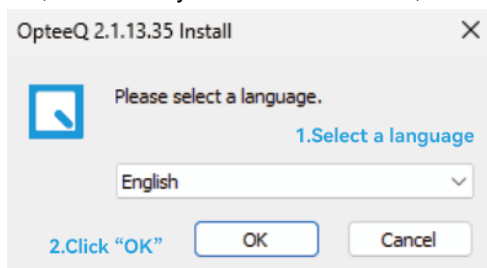 OpteeQ 2.1.13.35 Install
Please select a language.
1.Select a language
English
2.Click “OK” OK Cancel